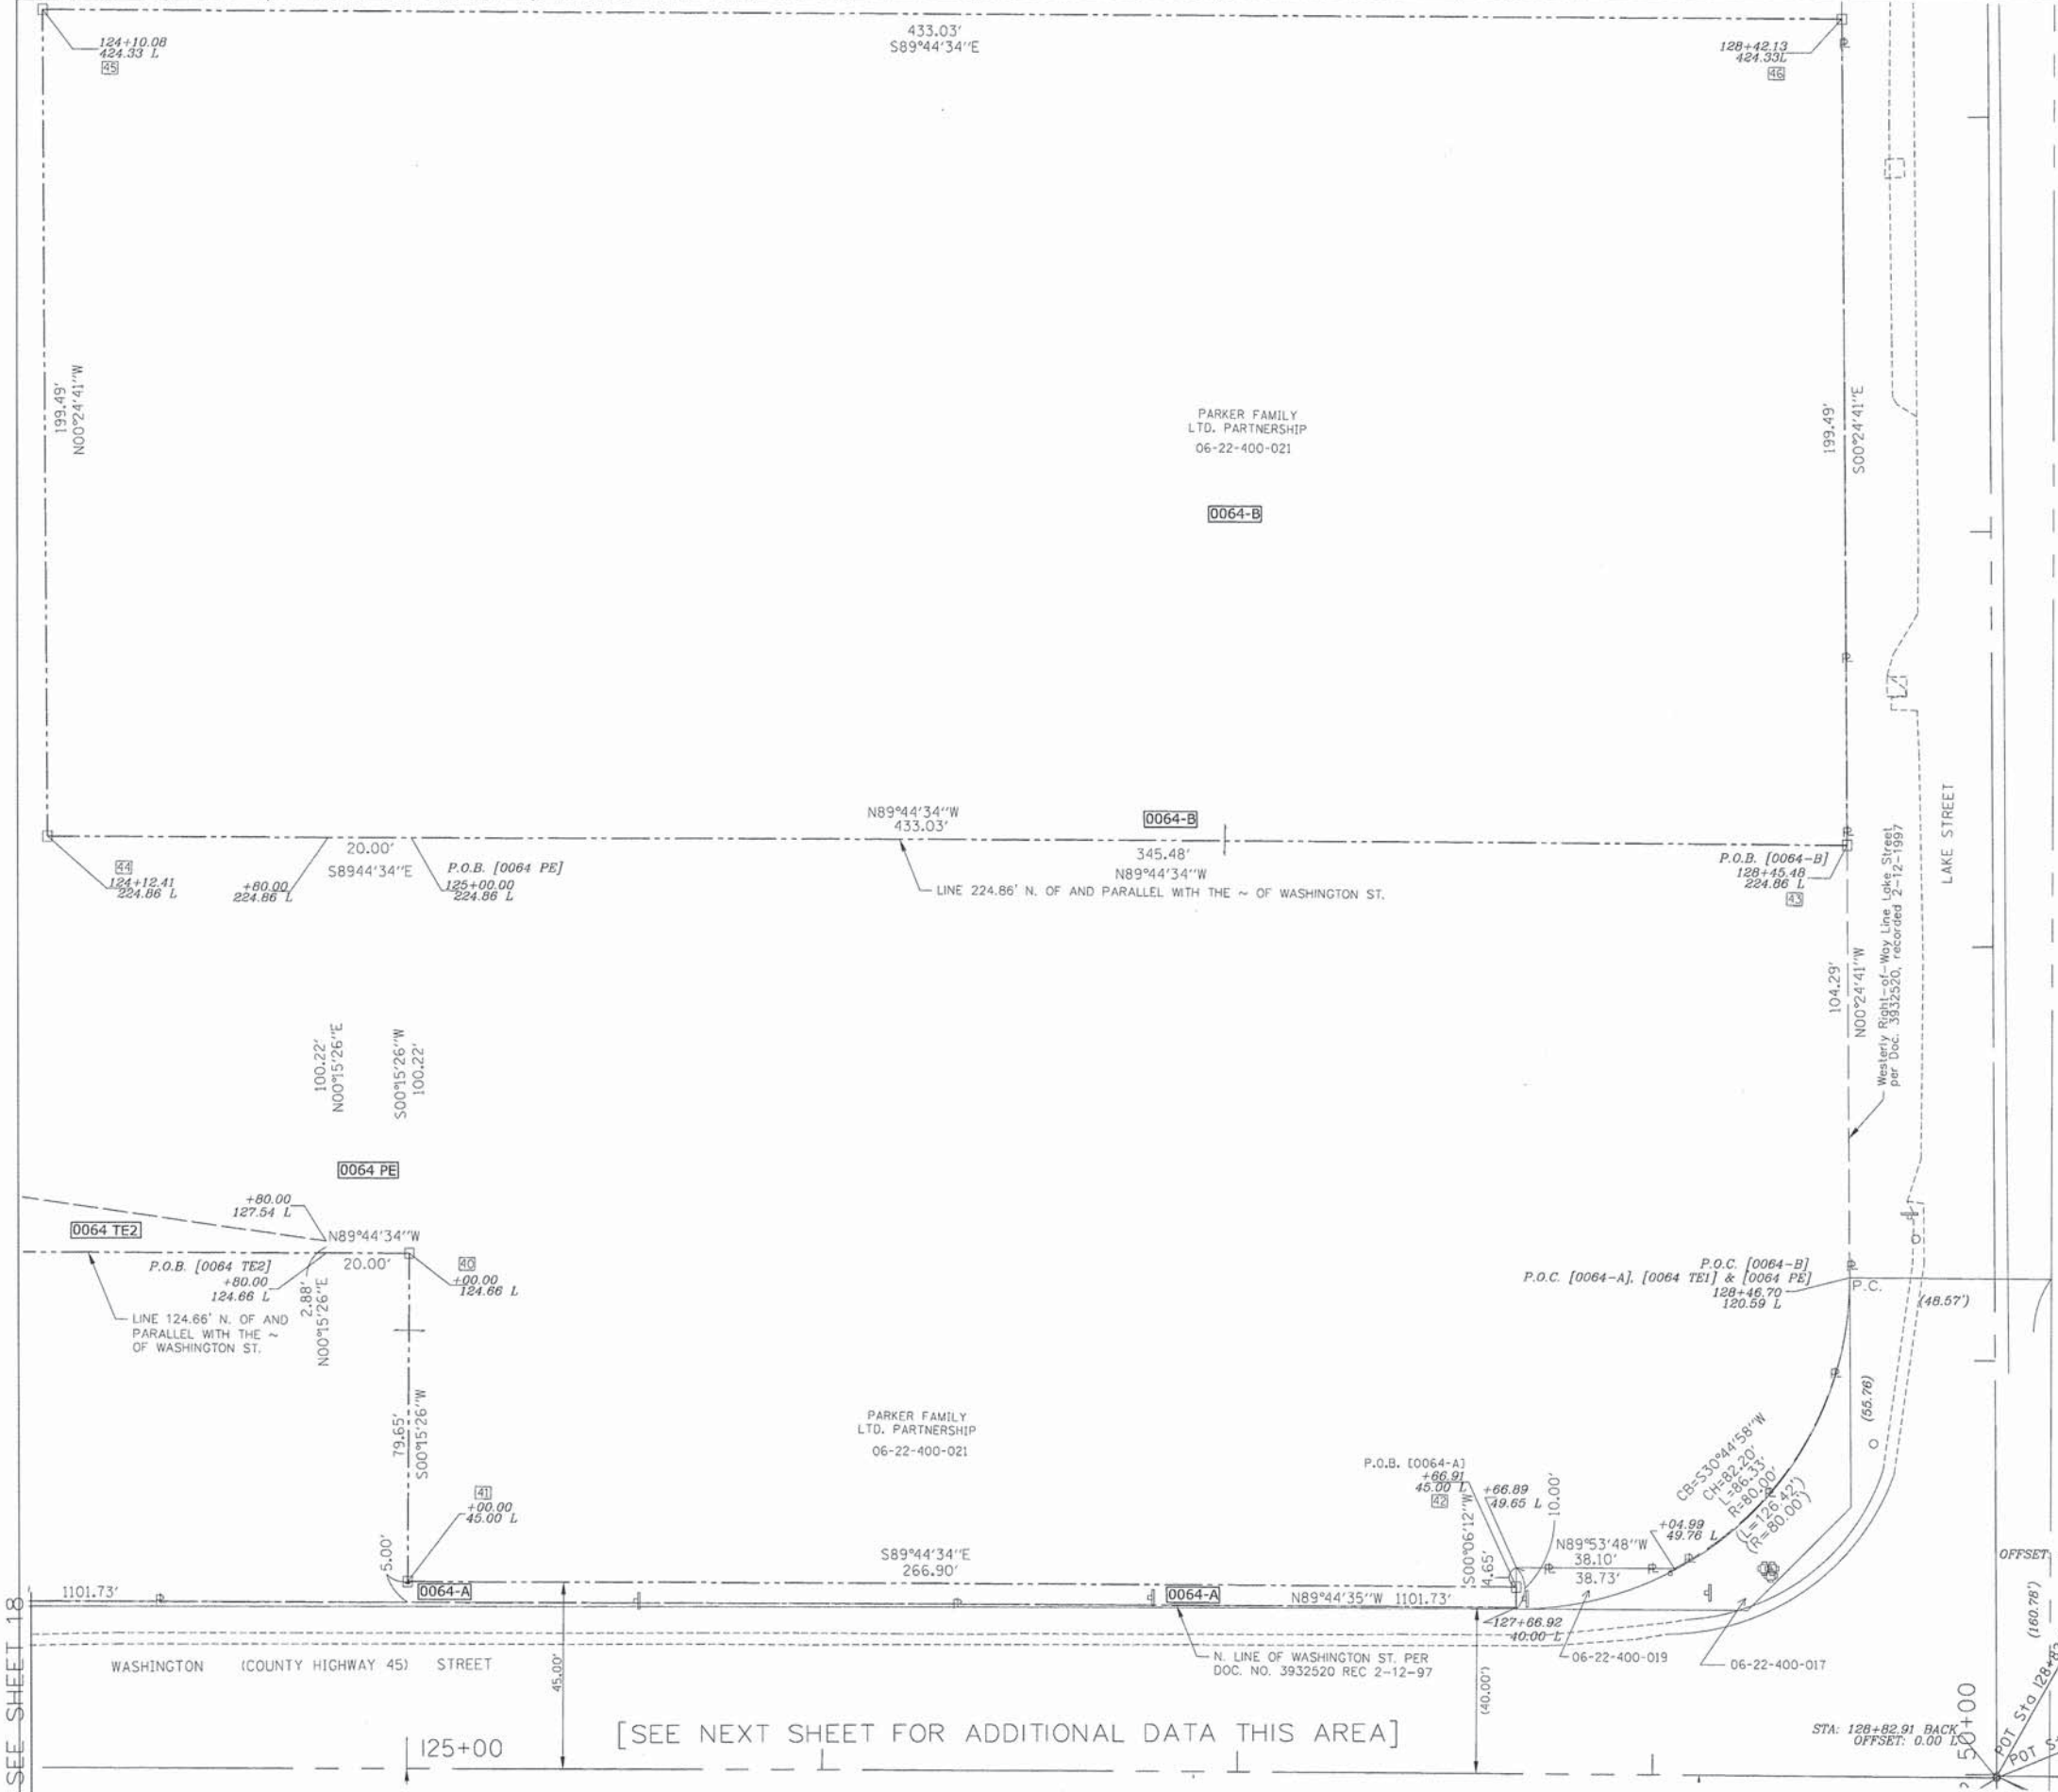 433.03'
S89°44'34"E
124+10.08
424.33 L
45
128+42.13
424.33L
46
199.49'
N00°24'41"W
PARKER FAMILY
LTD. PARTNERSHIP
06-22-400-021
0064-B
199.49'
S00°24'41"E
N89°44'34"W
433.03'
0064-B
20.00'
S8944'34"E
P.O.B. [0064 PE]
125+00.00
224.86 L
44
124+12.41
224.86 L
+80.00
224.86 L
345.48'
N89°44'34"W
LINE 224.86' N. OF AND PARALLEL WITH THE ~ OF WASHINGTON ST.
P.O.B. [0064-B]
128+45.48
224.86 L
43
LAKE STREET
Westerly Right-of-Way Line Lake Street
per Doc. 3932520, recorded 2-12-1997
104.29'
N00°24'41"W
100.22'
N00°15'26"E
S00°15'26"W
100.22'
0064 PE
+80.00
127.54 L
0064 TE2
N89°44'34"W
20.00'
P.O.B. [0064 TE2]
+80.00
124.66 L
40
+00.00
124.66 L
2.88'
N00°15'26"E
LINE 124.66' N. OF AND
PARALLEL WITH THE ~
OF WASHINGTON ST.
P.O.C. [0064-B]
P.O.C. [0064-A], [0064 TE1] & [0064 PE]
128+46.70
120.59 L
P.C.
(48.57')
(55.76)
79.65'
S00°15'26"W
PARKER FAMILY
LTD. PARTNERSHIP
06-22-400-021
CB=S30°44'58"W
CH=82.20'
L=86.33'
R=80.00'
(L=126.42')
(R=80.00')
P.O.B. [0064-A]
+66.91
45.00 L
42
+66.89
49.65 L
10.00'
S00°06'12"W
4.65'
41
+00.00
45.00 L
5.00'
N89°53'48"W
38.10'
38.73'
+04.99
49.76 L
S89°44'34"E
266.90'
OFFSET:
1101.73'
0064-A
0064-A
N89°44'35"W 1101.73'
127+66.92
40.00 L
(160.78')
WASHINGTON (COUNTY HIGHWAY 45) STREET
45.00'
N. LINE OF WASHINGTON ST. PER
DOC. NO. 3932520 REC 2-12-97
06-22-400-019
06-22-400-017
(40.00')
SEE SHEET 18
125+00
[SEE NEXT SHEET FOR ADDITIONAL DATA THIS AREA]
STA: 128+82.91 BACK
OFFSET: 0.00 L
50+00
POT Sta 128+8
POT S